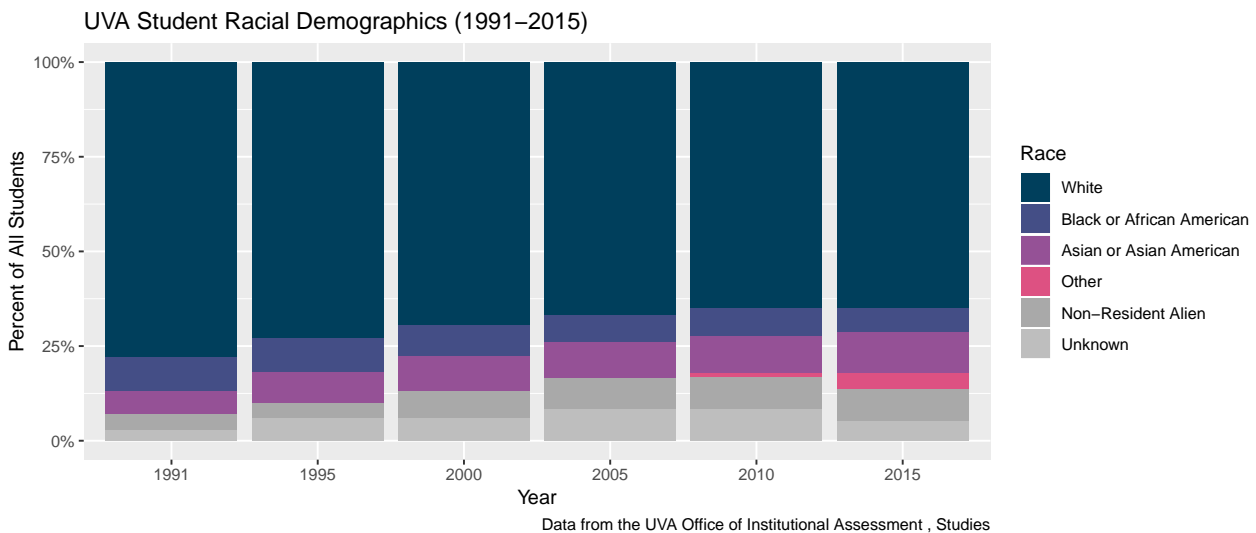 UVA Student Racial Demographics (1991−2015)
Percent of All Students
100%
75%
50%
25%
0%
1991
1995
2000
2005
2010
2015
Year
Race
White
Black or African American
Asian or Asian American
Other
Non−Resident Alien
Unknown
Data from the UVA Office of Institutional Assessment , Studies